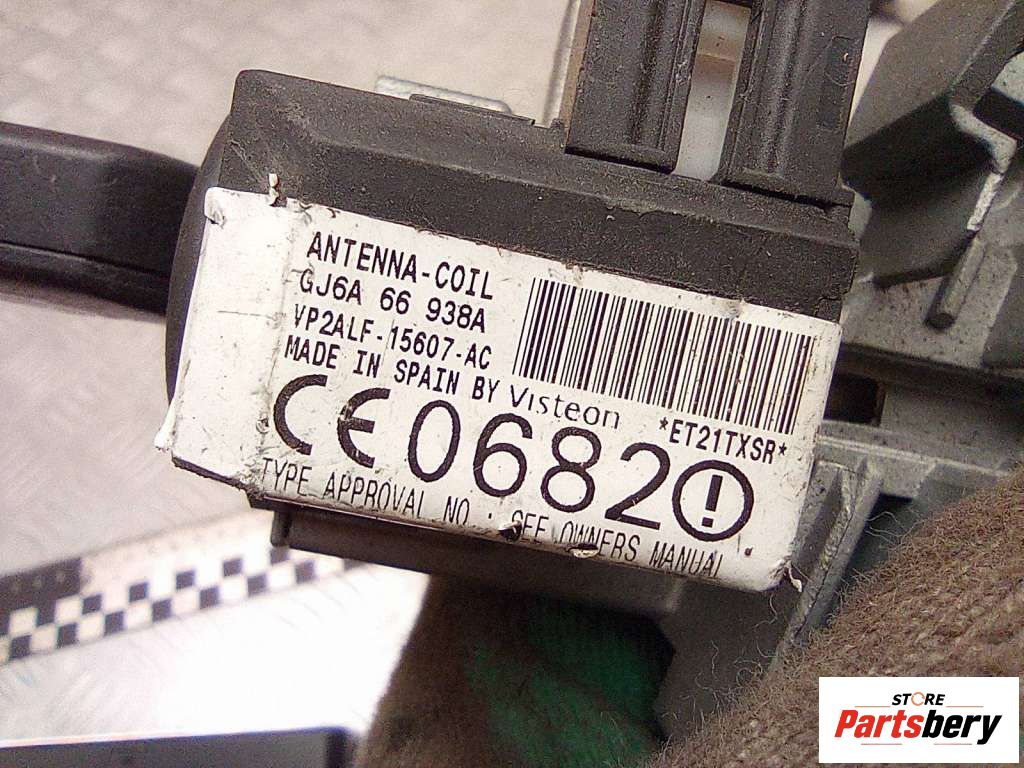 ANTENNA-COIL
GJ6A 66 938A
VP2ALF-15607-AC
MADE IN SPAIN BY Visteon
*ET21TXSR*
CE 0682
TYPE APPROVAL NO : SEE OWNERS MANUAL
STORE
Partsbery